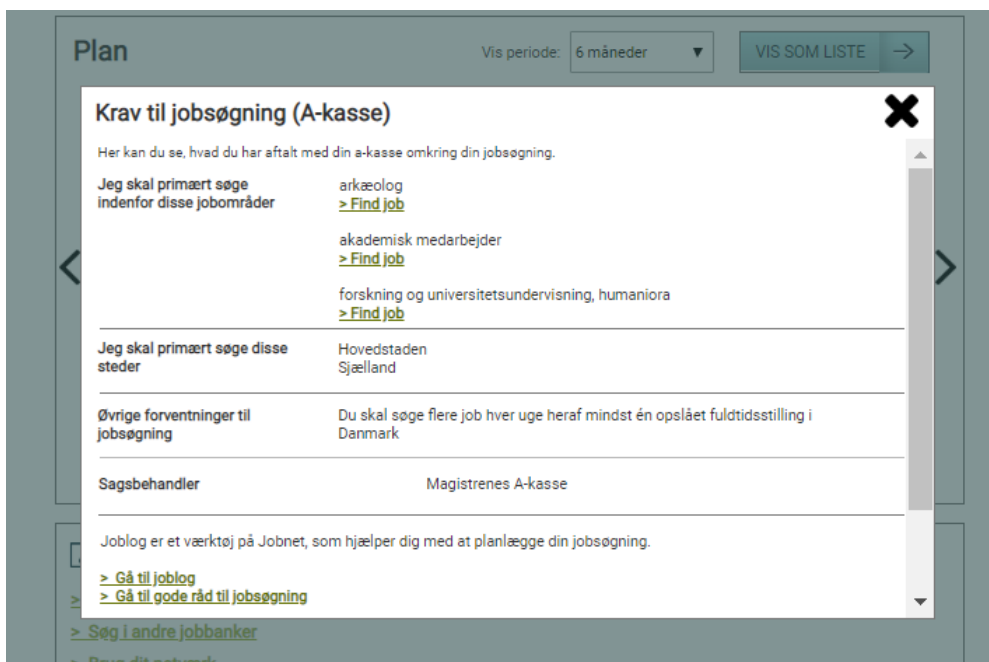 Plan
Vis periode: 6 måneder
VIS SOM LISTE
Krav til jobsøgning (A-kasse)
Her kan du se, hvad du har aftalt med din a-kasse omkring din jobsøgning.
Jeg skal primært søge
indenfor disse jobområder
arkæolog
> Find job
akademisk medarbejder
> Find job
forskning og universitetsundervisning, humaniora
> Find job
Jeg skal primært søge disse
steder
Hovedstaden
Sjælland
Øvrige forventninger til
jobsøgning
Du skal søge flere job hver uge heraf mindst én opslået fuldtidsstilling i
Danmark
Sagsbehandler
Magistrenes A-kasse
Joblog er et værktøj på Jobnet, som hjælper dig med at planlægge din jobsøgning.
> Gå til joblog
> Gå til gode råd til jobsøgning
> Søg i andre jobbanker